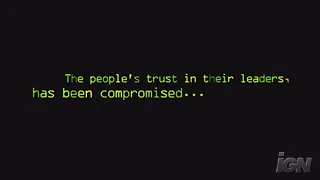 The people's trust in their leaders,
has been compromised...
IGN